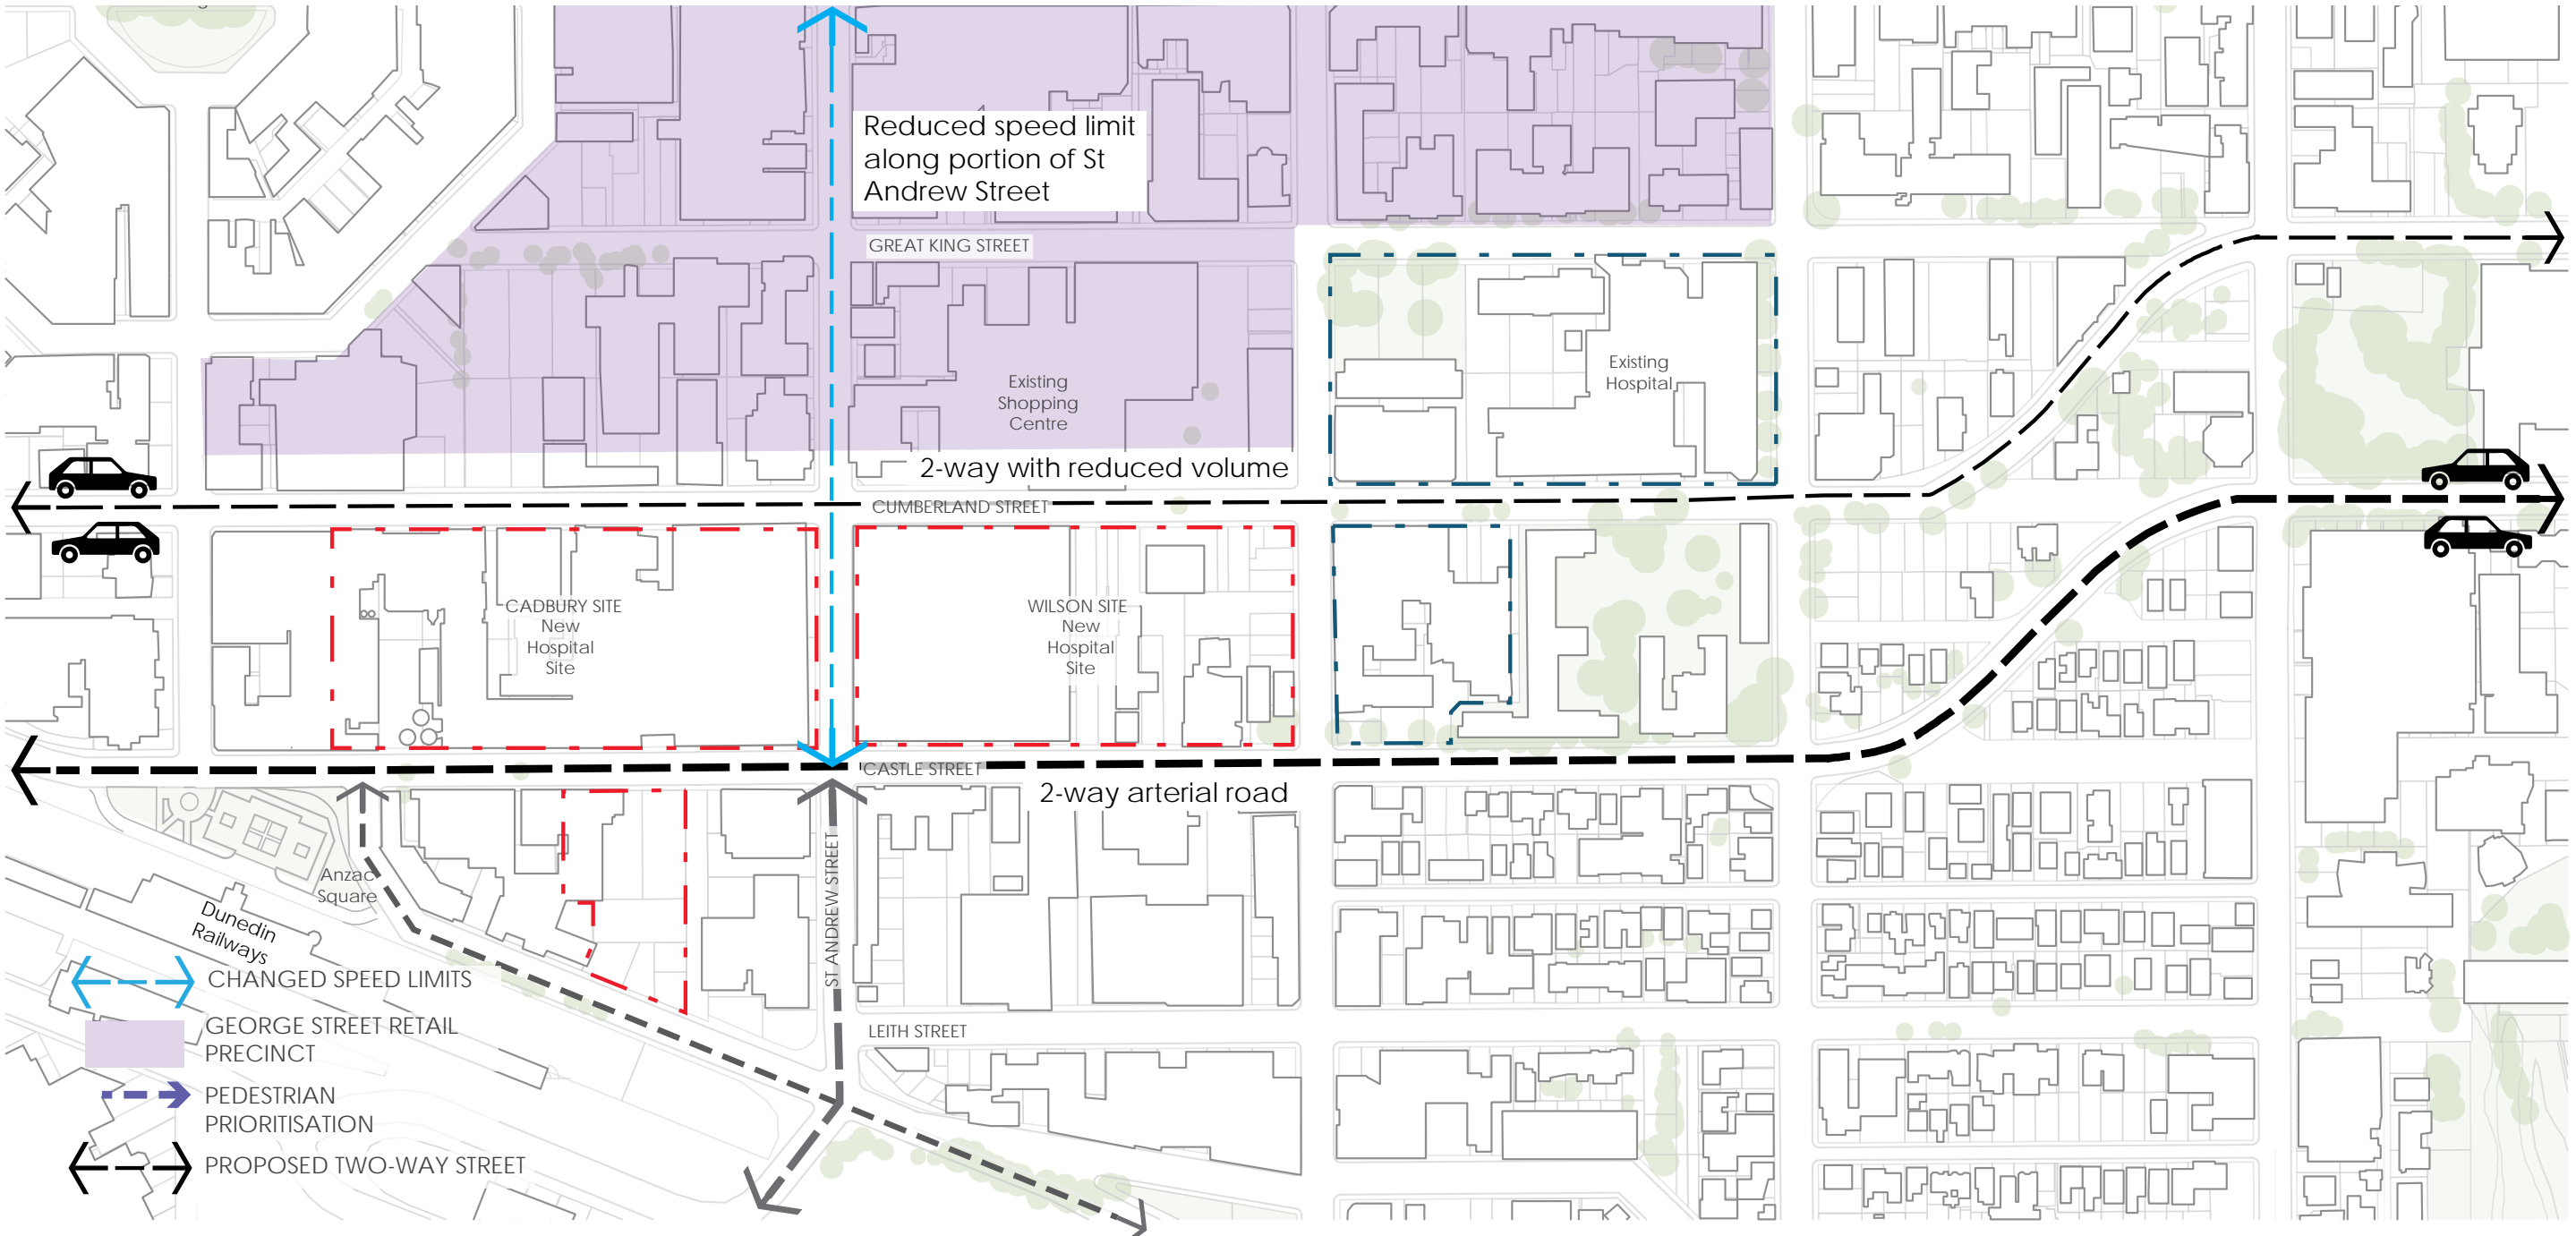 Reduced speed limit
along portion of St
Andrew Street
GREAT KING STREET
Existing
Shopping
Centre
Existing
Hospital
2-way with reduced volume
CUMBERLAND STREET
CADBURY SITE
New
Hospital
Site
WILSON SITE
New
Hospital
Site
CASTLE STREET
2-way arterial road
ST ANDREW STREET
Anzac
Square
Dunedin
Railways
LEITH STREET
CHANGED SPEED LIMITS
GEORGE STREET RETAIL
PRECINCT
PEDESTRIAN
PRIORITISATION
PROPOSED TWO-WAY STREET